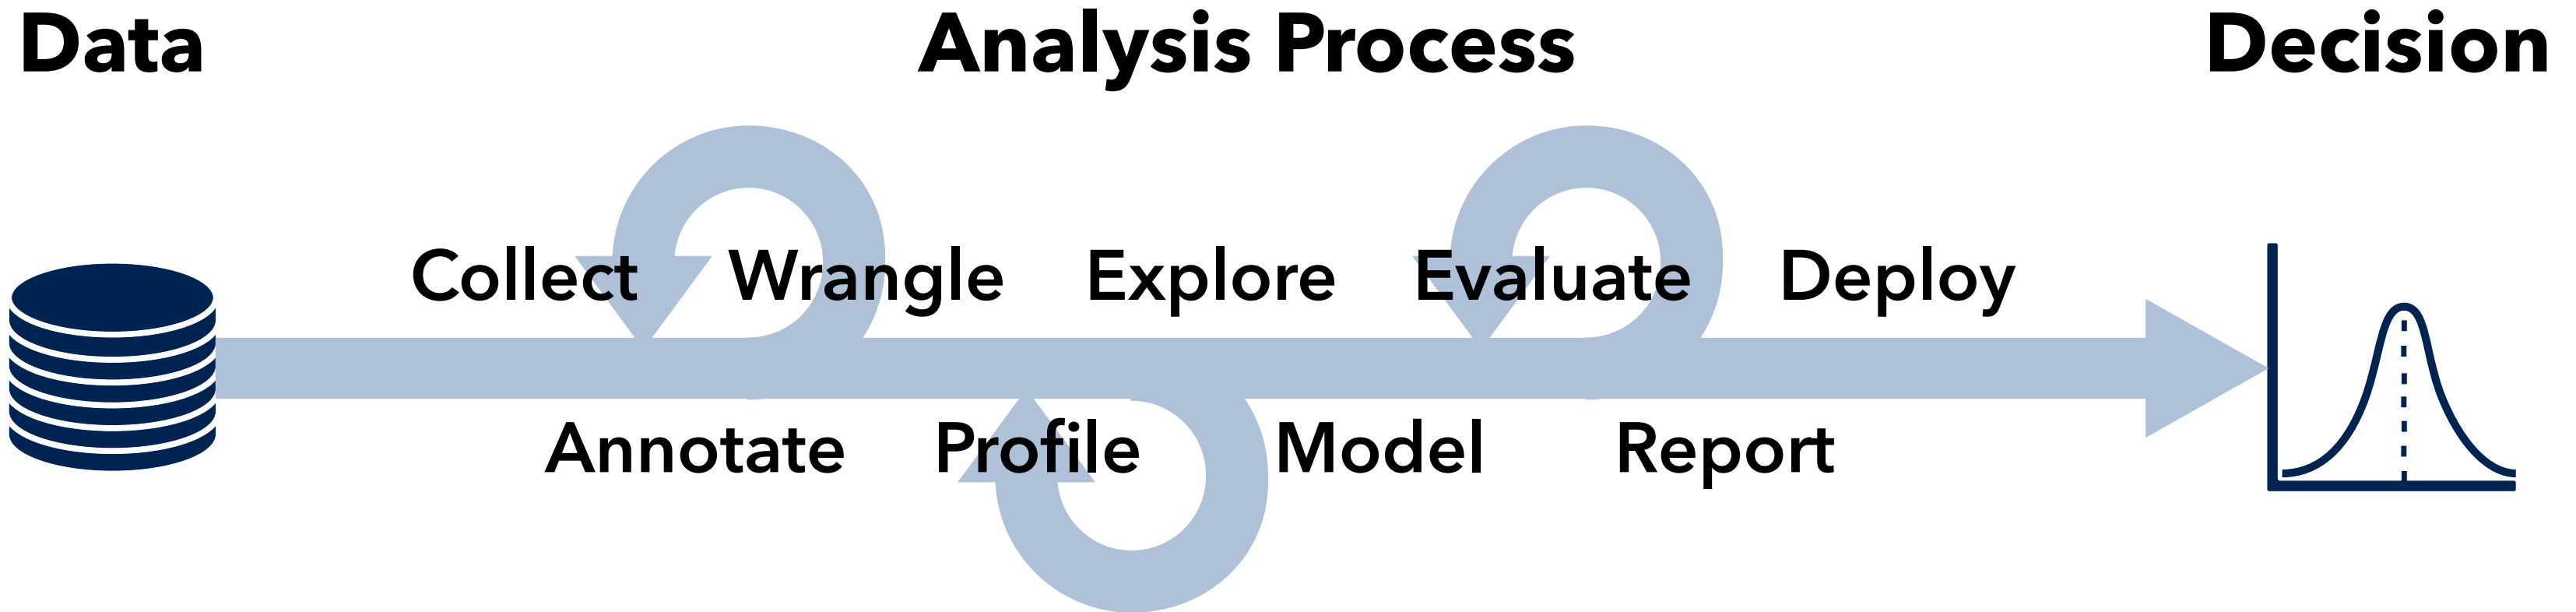 Data Analysis Process Decision
Collect Wrangle Explore Evaluate Deploy
Annotate Profile Model Report